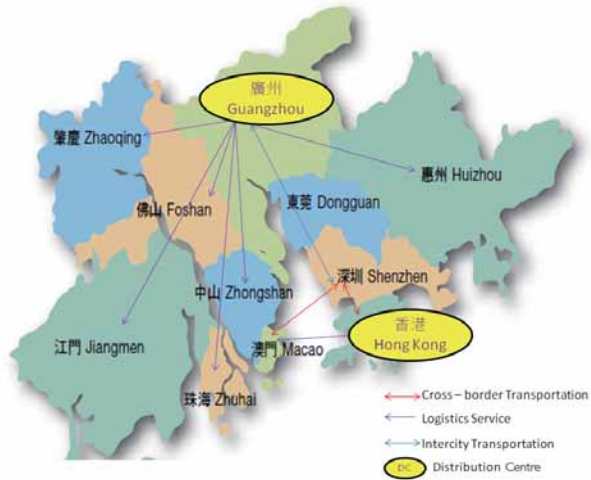 廣州
Guangzhou
肇慶 Zhaoqing
惠州 Huizhou
佛山 Foshan
東莞 Dongguan
深圳 Shenzhen
中山 Zhongshan
香港
Hong Kong
江門 Jiangmen
澳門 Macao
珠海 Zhuhai
Cross – border Transportation
Logistics Service
Intercity Transportation
DC Distribution Centre